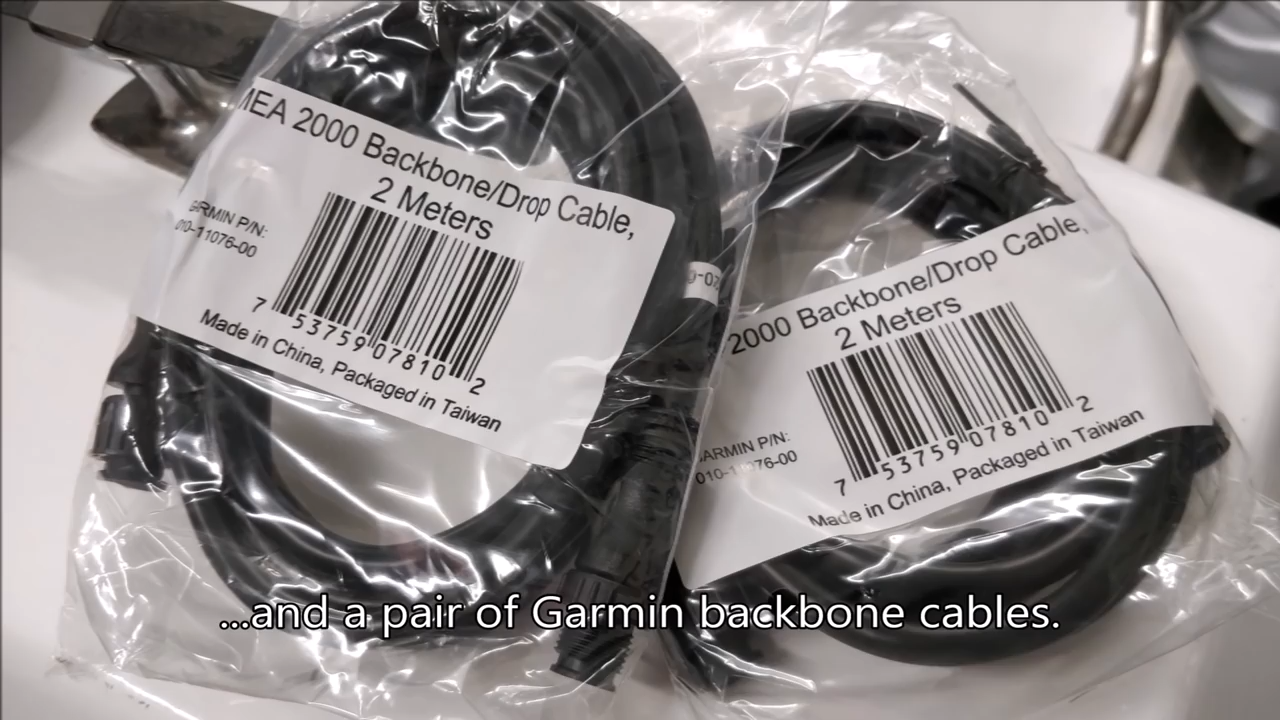 MEA 2000 Backbone/Drop Cable,
2 Meters
GARMIN P/N:
010-11076-00
7 53759 07810 2
Made in China, Packaged in Taiwan
2000 Backbone/Drop Cable,
2 Meters
GARMIN P/N:
010-11076-00
7 53759 07810 2
Made in China, Packaged in Taiwan
...and a pair of Garmin backbone cables.